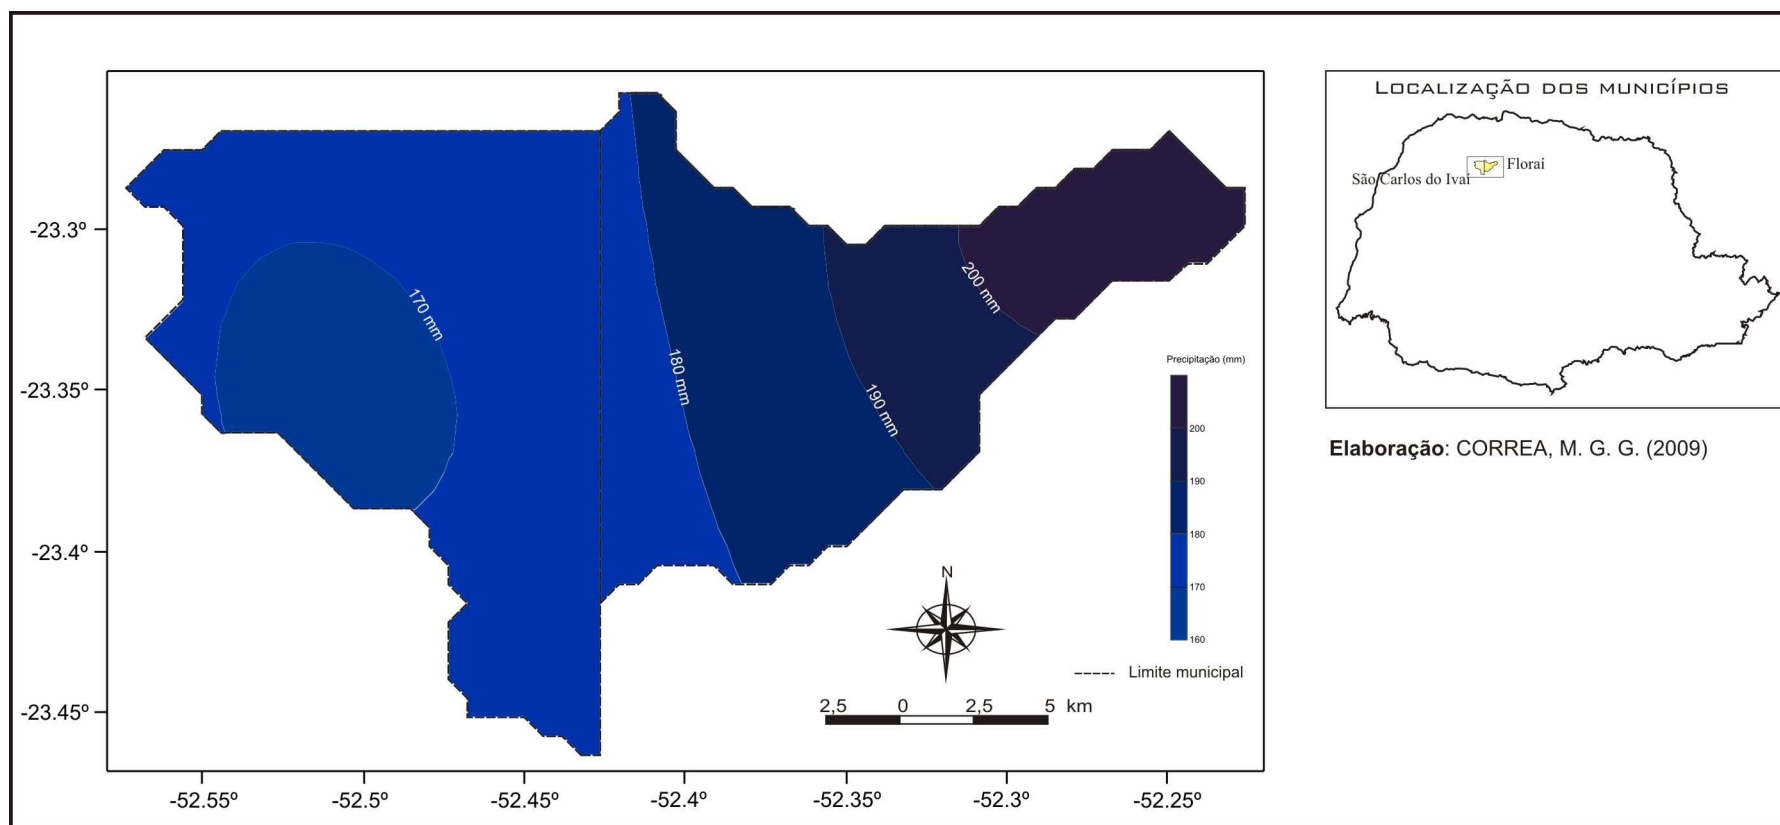 LOCALIZAÇÃO DOS MUNICÍPIOS
Floraí
São Carlos do Ivaí
Elaboração: CORREA, M. G. G. (2009)
-23.3º
-23.35º
-23.4º
-23.45º
170 mm
180 mm
190 mm
200 mm
Precipitação (mm)
200
190
180
170
160
N
Limite municipal
2,5 0 2,5 5 km
-52.55º -52.5º -52.45º -52.4º -52.35º -52.3º -52.25º